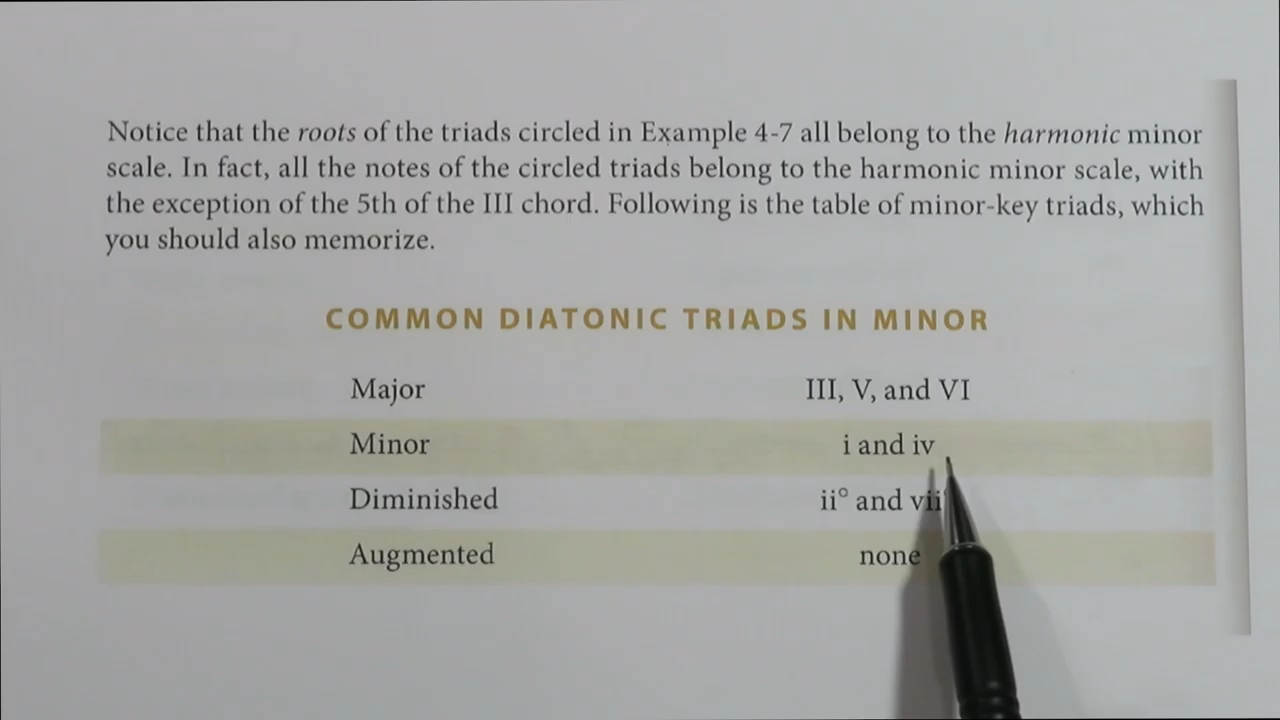 Notice that the roots of the triads circled in Example 4-7 all belong to the harmonic minor
scale. In fact, all the notes of the circled triads belong to the harmonic minor scale, with
the exception of the 5th of the III chord. Following is the table of minor-key triads, which
you should also memorize.
COMMON DIATONIC TRIADS IN MINOR
Major III, V, and VI
Minor i and iv
Diminished ii° and vii
Augmented none